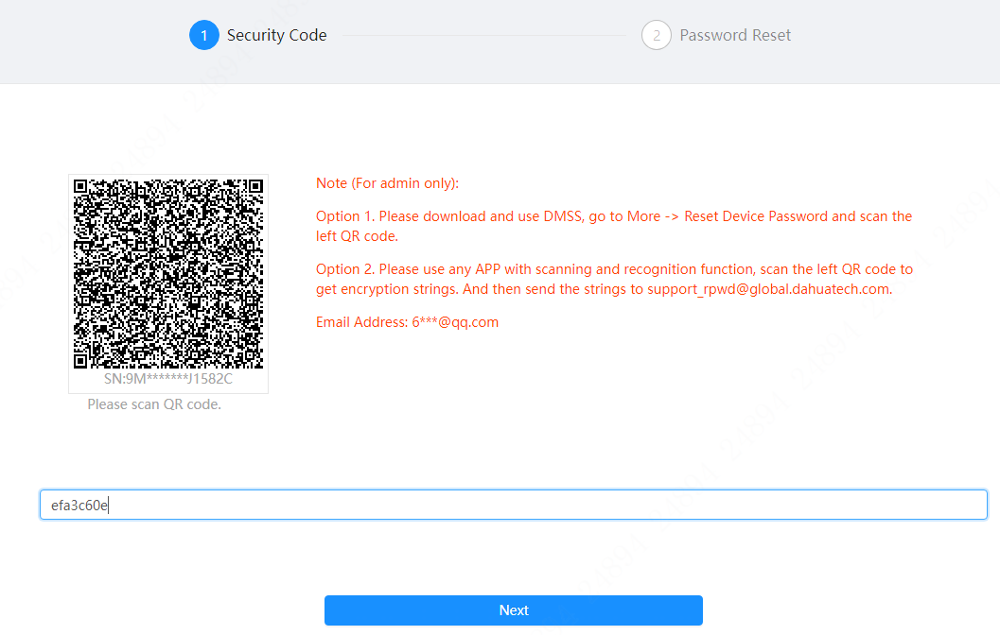 1 Security Code
2 Password Reset
Note (For admin only):
Option 1. Please download and use DMSS, go to More -> Reset Device Password and scan the
left QR code.
Option 2. Please use any APP with scanning and recognition function, scan the left QR code to
get encryption strings. And then send the strings to support_rpwd@global.dahuatech.com.
Email Address: 6***@qq.com
SN:9M*******J1582C
Please scan QR code.
efa3c60e
Next